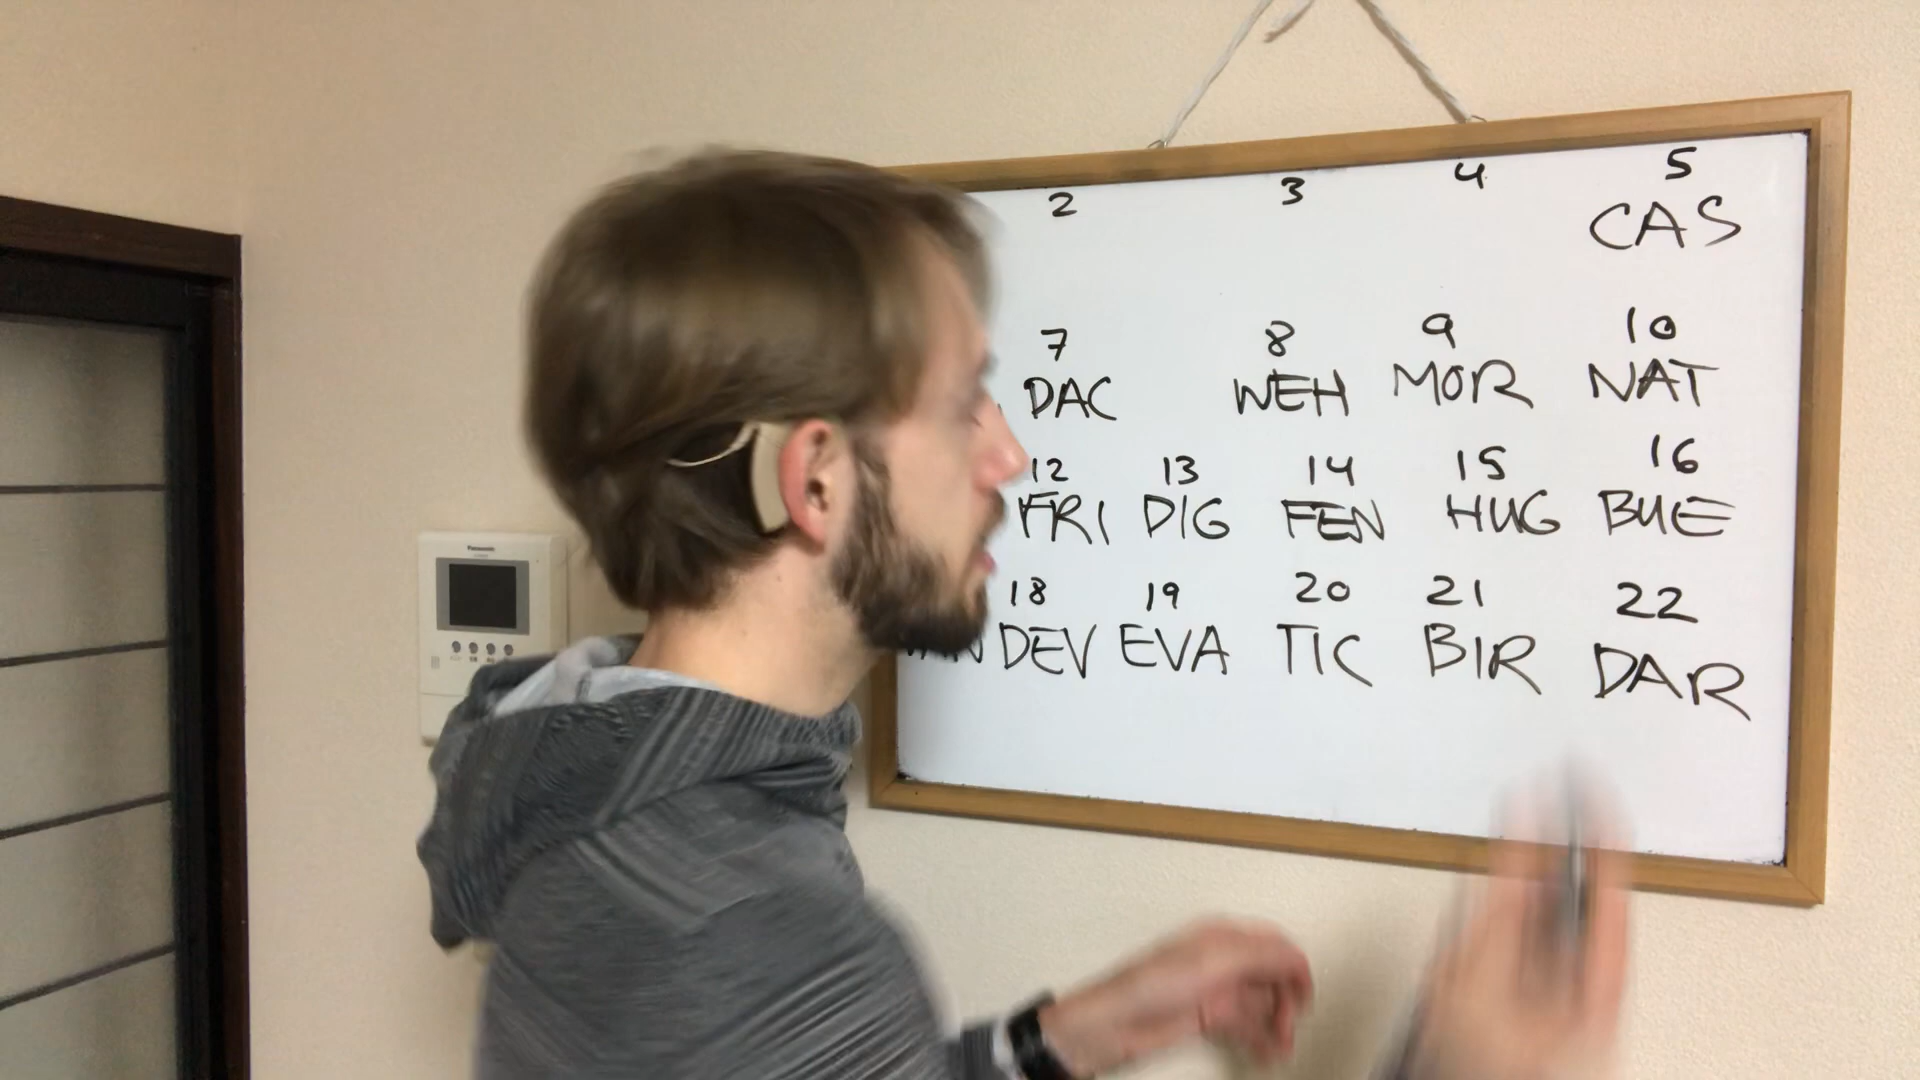 2 3 4 5
CAS
7 8 9 10
DAC WEH MOR NAT
12 13 14 15 16
FRI DIG FEN HUG BUE
18 19 20 21 22
DEV EVA TIC BIR DAR
Panasonic